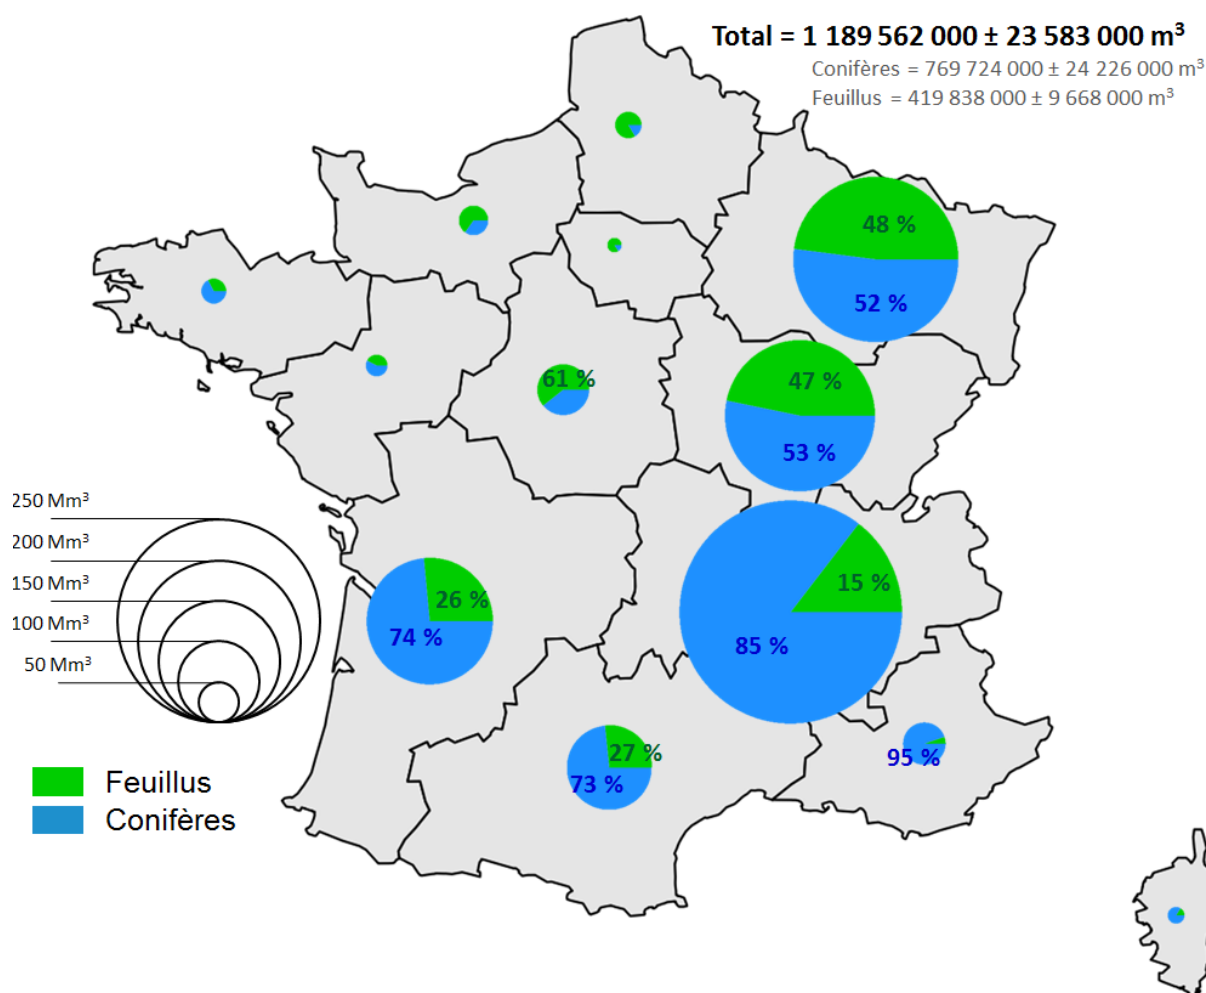 Total = 1 189 562 000 ± 23 583 000 m³
Conifères = 769 724 000 ± 24 226 000 m³
Feuillus = 419 838 000 ± 9 668 000 m³
48 %
52 %
61 %
47 %
53 %
250 Mm³
200 Mm³
150 Mm³
100 Mm³
50 Mm³
26 %
74 %
15 %
85 %
27 %
73 %
95 %
Feuillus
Conifères